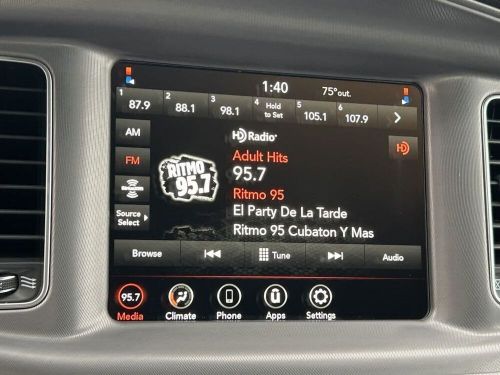 1:40
75° out.
1 87.9 2 88.1 3 98.1 4 Hold to Set 5 105.1 6 107.9
AM
HD Radio
FM
RITMO 95.7
Adult Hits
HD
95.7
SiriusXM
Ritmo 95
Source Select
El Party De La Tarde
Ritmo 95 Cubaton Y Mas
Browse Tune Audio
95.7
Media Climate Phone Apps Settings